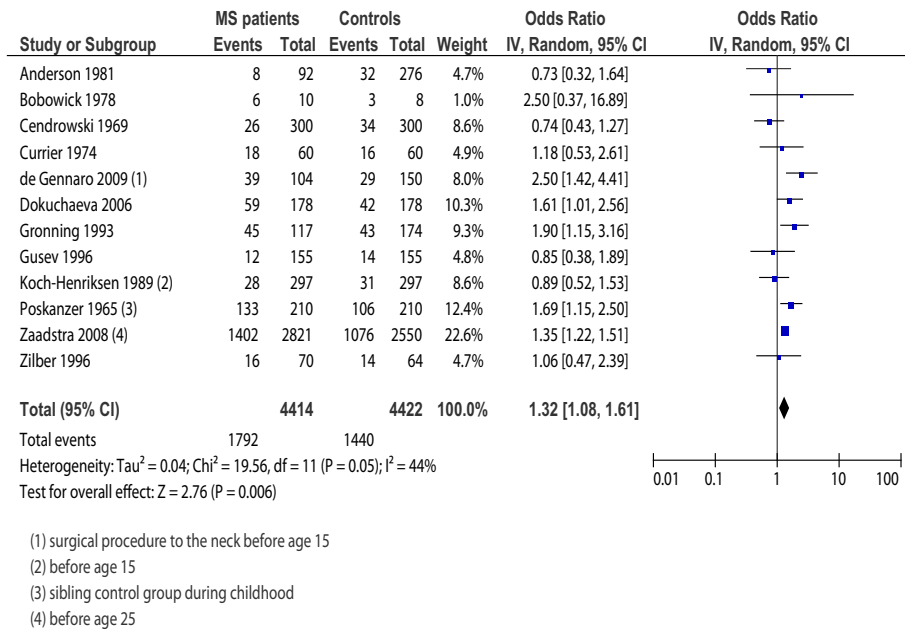 MS patients Controls Odds Ratio Odds Ratio
Study or Subgroup Events Total Events Total Weight IV, Random, 95% CI IV, Random, 95% CI
Anderson 1981 8 92 32 276 4.7% 0.73 [0.32, 1.64]
Bobowick 1978 6 10 3 8 1.0% 2.50 [0.37, 16.89]
Cendrowski 1969 26 300 34 300 8.6% 0.74 [0.43, 1.27]
Currier 1974 18 60 16 60 4.9% 1.18 [0.53, 2.61]
de Gennaro 2009 (1) 39 104 29 150 8.0% 2.50 [1.42, 4.41]
Dokuchaeva 2006 59 178 42 178 10.3% 1.61 [1.01, 2.56]
Gronning 1993 45 117 43 174 9.3% 1.90 [1.15, 3.16]
Gusev 1996 12 155 14 155 4.8% 0.85 [0.38, 1.89]
Koch-Henriksen 1989 (2) 28 297 31 297 8.6% 0.89 [0.52, 1.53]
Poskanzer 1965 (3) 133 210 106 210 12.4% 1.69 [1.15, 2.50]
Zaadstra 2008 (4) 1402 2821 1076 2550 22.6% 1.35 [1.22, 1.51]
Zilber 1996 16 70 14 64 4.7% 1.06 [0.47, 2.39]
Total (95% CI) 4414 4422 100.0% 1.32 [1.08, 1.61]
Total events 1792 1440
Heterogeneity: Tau² = 0.04; Chi² = 19.56, df = 11 (P = 0.05); I² = 44%
Test for overall effect: Z = 2.76 (P = 0.006)
0.01 0.1 1 10 100
(1) surgical procedure to the neck before age 15
(2) before age 15
(3) sibling control group during childhood
(4) before age 25